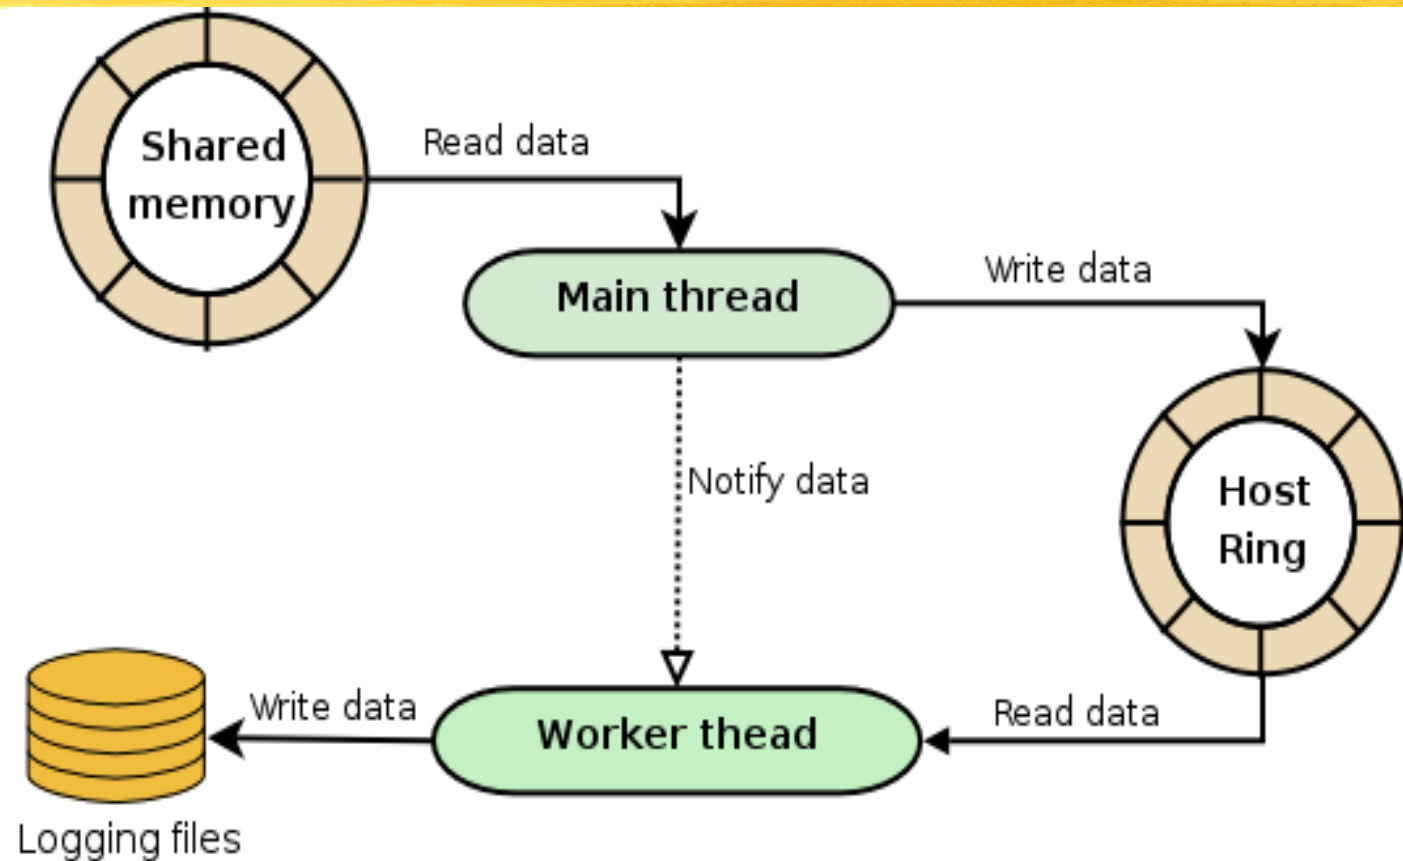 Shared
memory
Read data
Main thread
Write data
Notify data
Host
Ring
Worker thead
Read data
Write data
Logging files